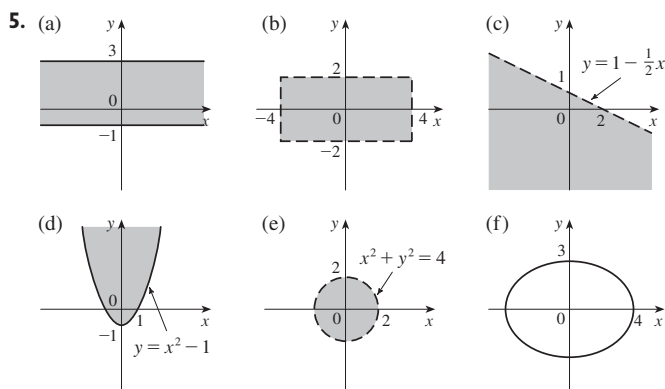 5. (a) (b) (c)
y y y
3
2
y = 1 − 1/2 x
1
0
x
−1
−4 0 4 x
−2
0 2 x
(d) (e) (f)
y y y
0
1 x
−1
y = x² − 1
x² + y² = 4
2
0 2 x
3
0 4 x